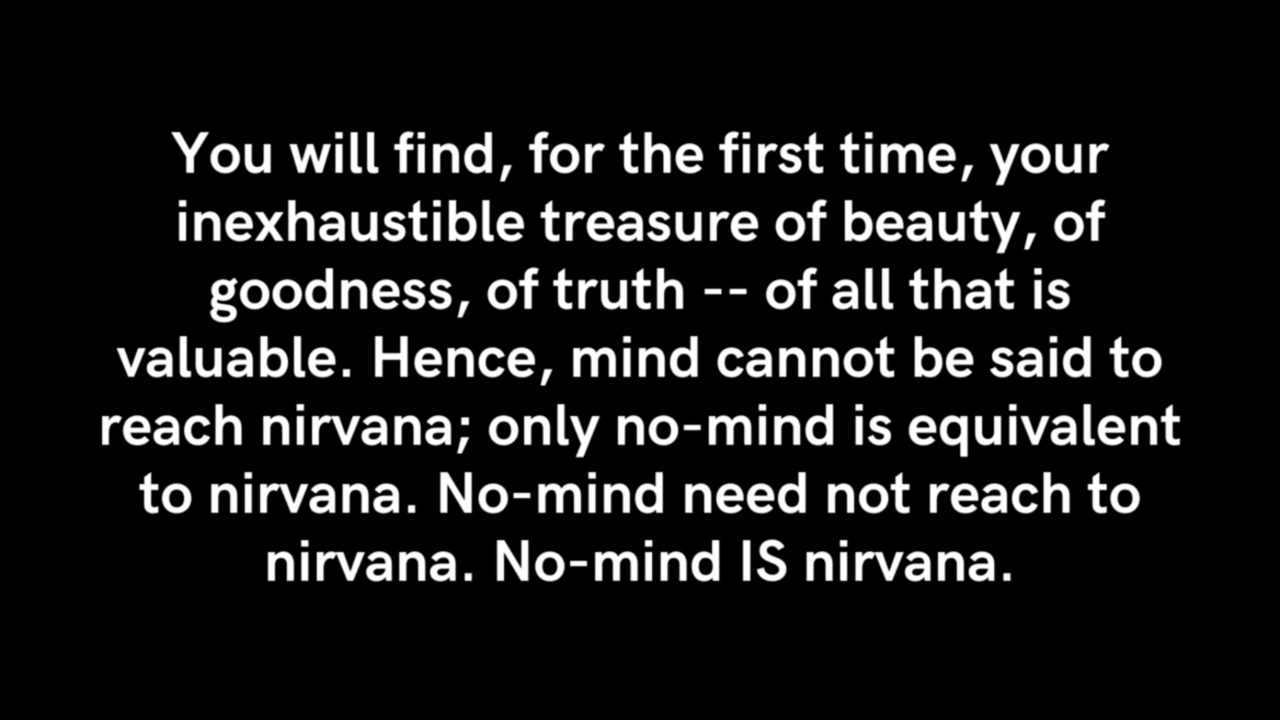 You will find, for the first time, your
inexhaustible treasure of beauty, of
goodness, of truth -- of all that is
valuable. Hence, mind cannot be said to
reach nirvana; only no-mind is equivalent
to nirvana. No-mind need not reach to
nirvana. No-mind IS nirvana.